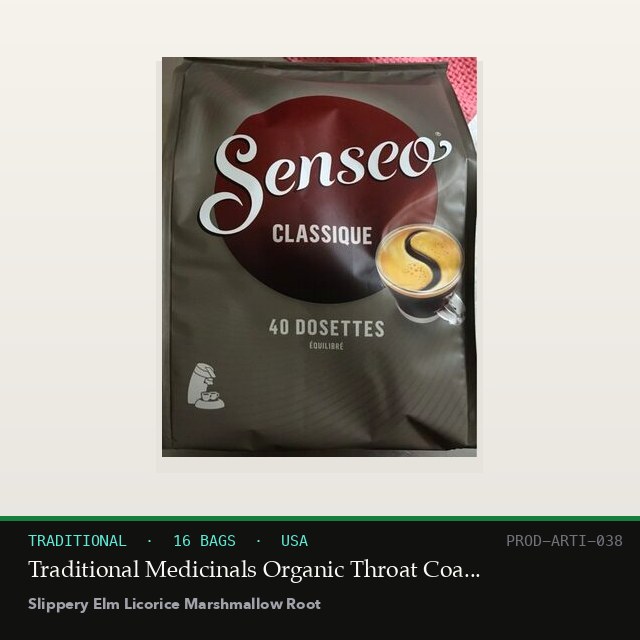 Senseo
CLASSIQUE
40 DOSETTES
ÉQUILIBRÉ
TRADITIONAL · 16 BAGS · USA
PROD–ARTI–038
Traditional Medicinals Organic Throat Coa...
Slippery Elm Licorice Marshmallow Root